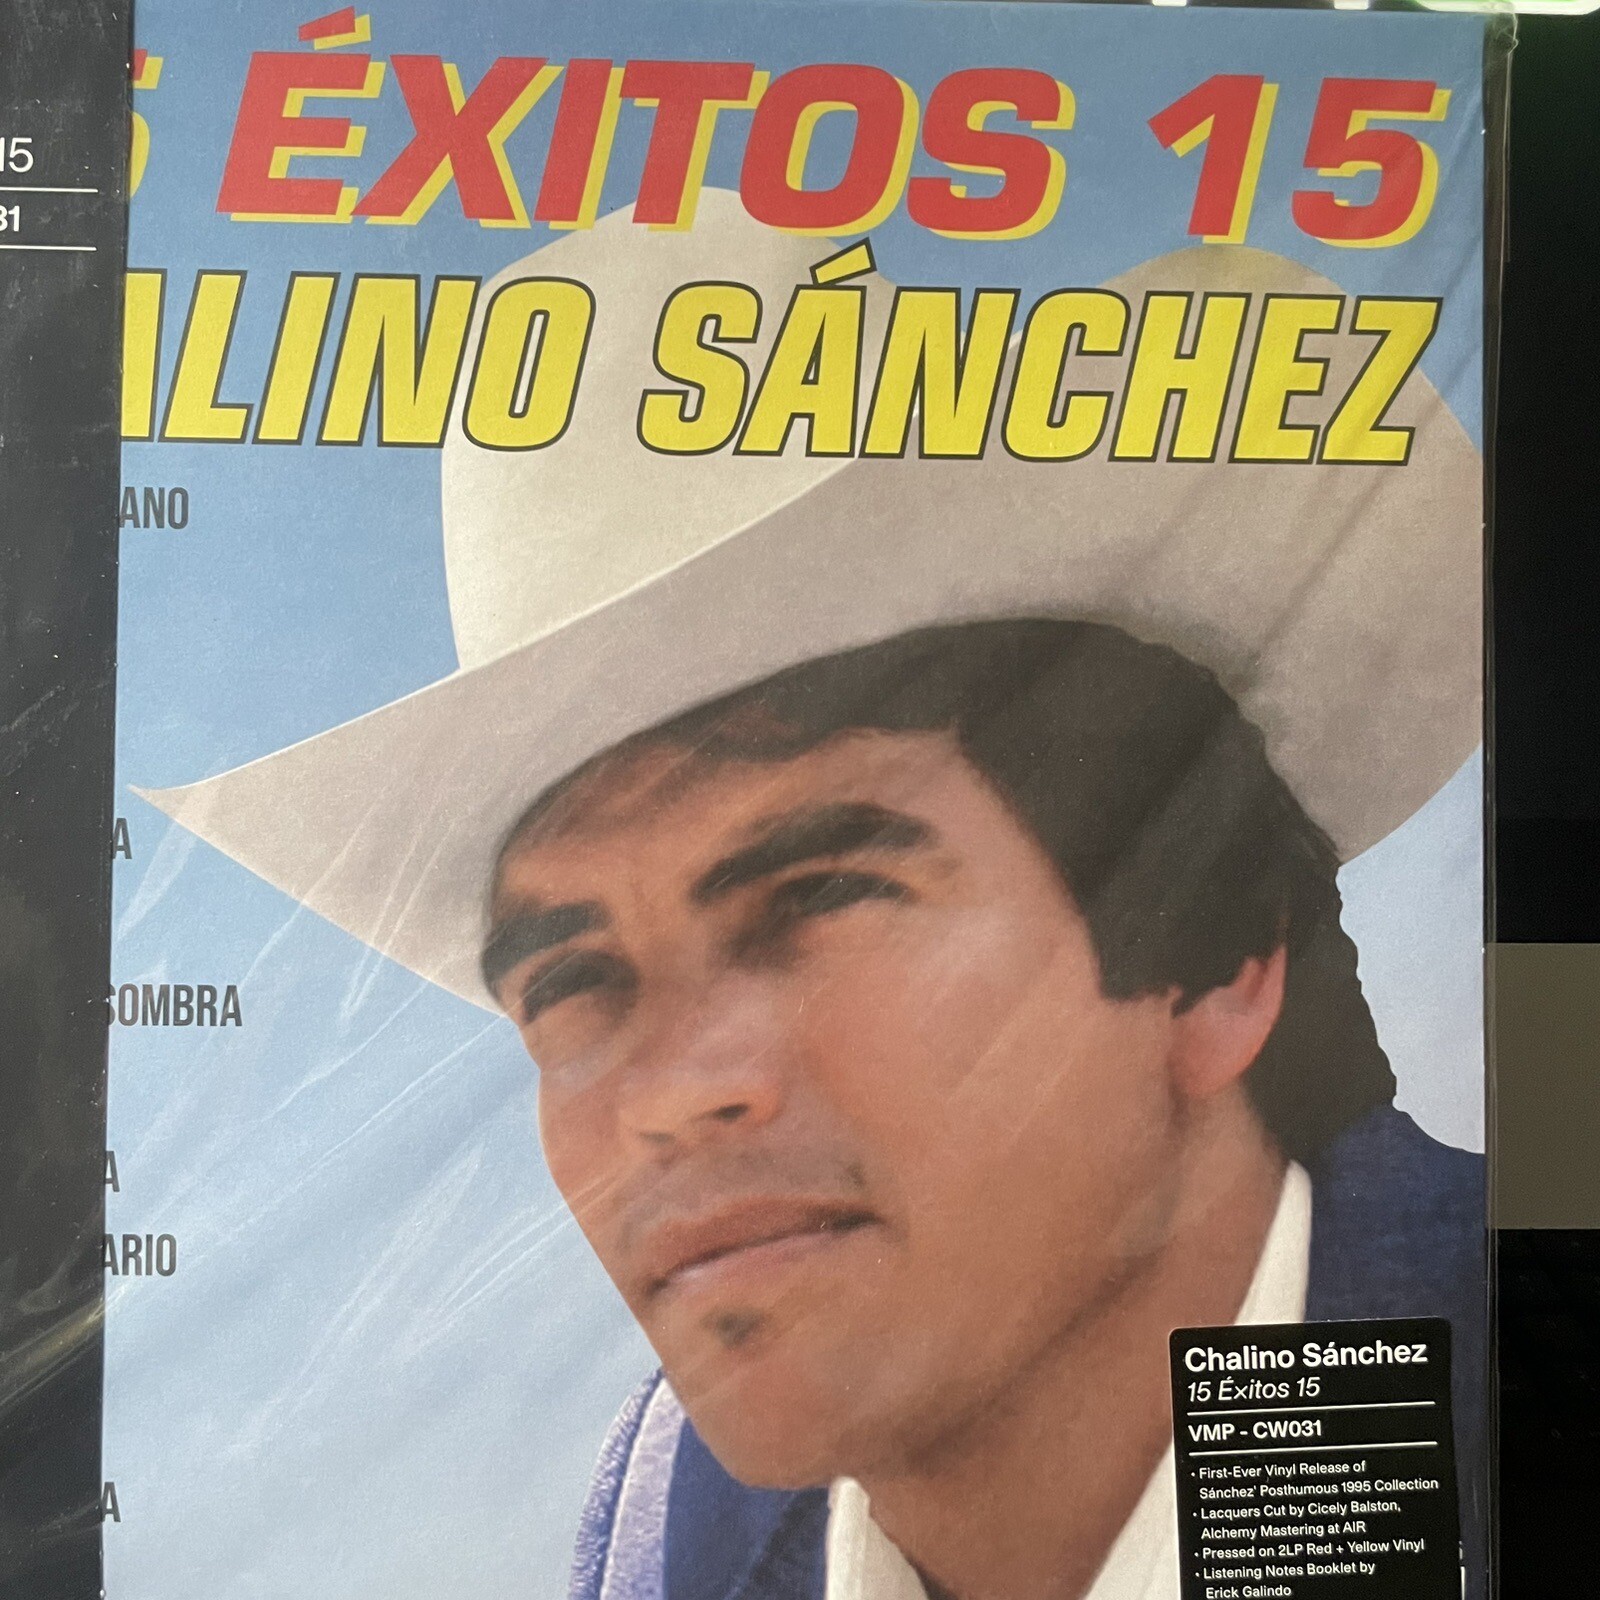 15
31
5 ÉXITOS 15
ALINO SÁNCHEZ
ANO
A
SOMBRA
A
ARIO
A
Chalino Sánchez
15 Éxitos 15
VMP - CW031
• First-Ever Vinyl Release of
Sánchez' Posthumous 1995 Collection
• Lacquers Cut by Cicely Balston,
Alchemy Mastering at AIR
• Pressed on 2LP Red + Yellow Vinyl
• Listening Notes Booklet by
Erick Galindo